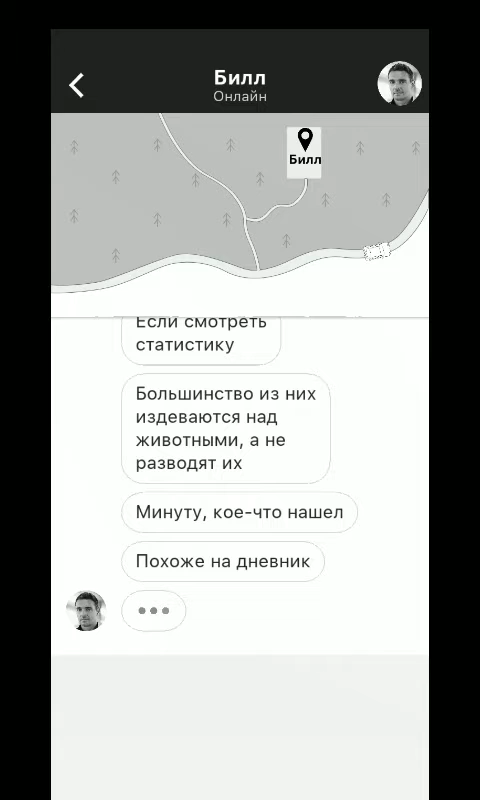 Билл
Онлайн
Билл
Если смотреть
статистику
Большинство из них
издеваются над
животными, а не
разводят их
Минуту, кое-что нашел
Похоже на дневник